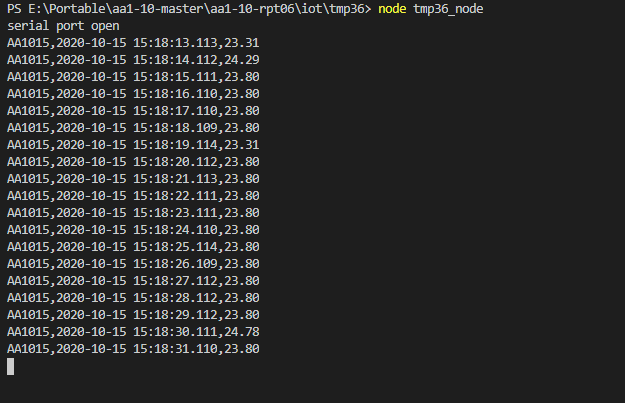 PS E:\Portable\aa1-10-master\aa1-10-rpt06\iot\tmp36> node tmp36_node
serial port open
AA1015,2020-10-15 15:18:13.113,23.31
AA1015,2020-10-15 15:18:14.112,24.29
AA1015,2020-10-15 15:18:15.111,23.80
AA1015,2020-10-15 15:18:16.110,23.80
AA1015,2020-10-15 15:18:17.110,23.80
AA1015,2020-10-15 15:18:18.109,23.80
AA1015,2020-10-15 15:18:19.114,23.31
AA1015,2020-10-15 15:18:20.112,23.80
AA1015,2020-10-15 15:18:21.113,23.80
AA1015,2020-10-15 15:18:22.111,23.80
AA1015,2020-10-15 15:18:23.111,23.80
AA1015,2020-10-15 15:18:24.110,23.80
AA1015,2020-10-15 15:18:25.114,23.80
AA1015,2020-10-15 15:18:26.109,23.80
AA1015,2020-10-15 15:18:27.112,23.80
AA1015,2020-10-15 15:18:28.112,23.80
AA1015,2020-10-15 15:18:29.112,23.80
AA1015,2020-10-15 15:18:30.111,24.78
AA1015,2020-10-15 15:18:31.110,23.80